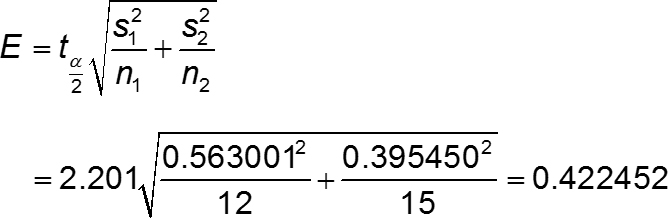 E = t_{α/2} √(s₁²/n₁ + s₂²/n₂)
= 2.201 √(0.563001²/12 + 0.395450²/15) = 0.422452